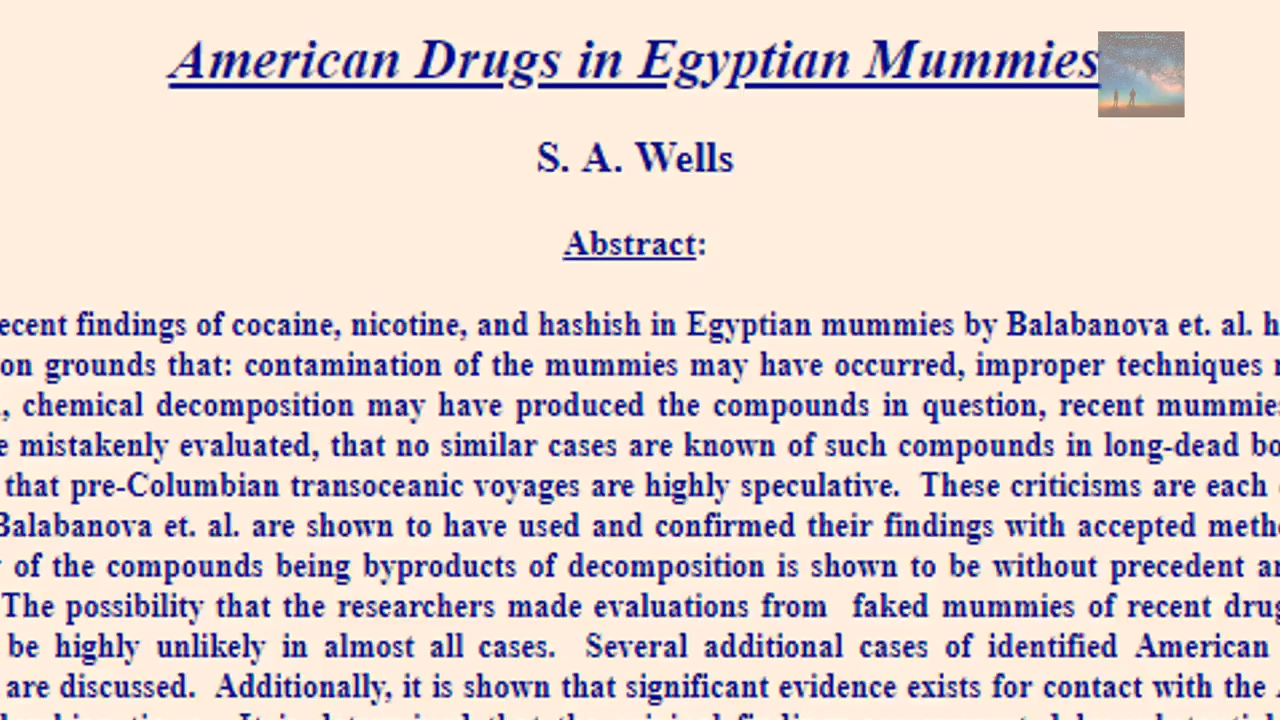 American Drugs in Egyptian Mummies
S. A. Wells
Abstract:
ecent findings of cocaine, nicotine, and hashish in Egyptian mummies by Balabanova et. al. h
on grounds that: contamination of the mummies may have occurred, improper techniques
, chemical decomposition may have produced the compounds in question, recent mummies
e mistakenly evaluated, that no similar cases are known of such compounds in long-dead bo
that pre-Columbian transoceanic voyages are highly speculative. These criticisms are each
Balabanova et. al. are shown to have used and confirmed their findings with accepted meth
of the compounds being byproducts of decomposition is shown to be without precedent a
The possibility that the researchers made evaluations from faked mummies of recent drug
be highly unlikely in almost all cases. Several additional cases of identified American
are discussed. Additionally, it is shown that significant evidence exists for contact with the